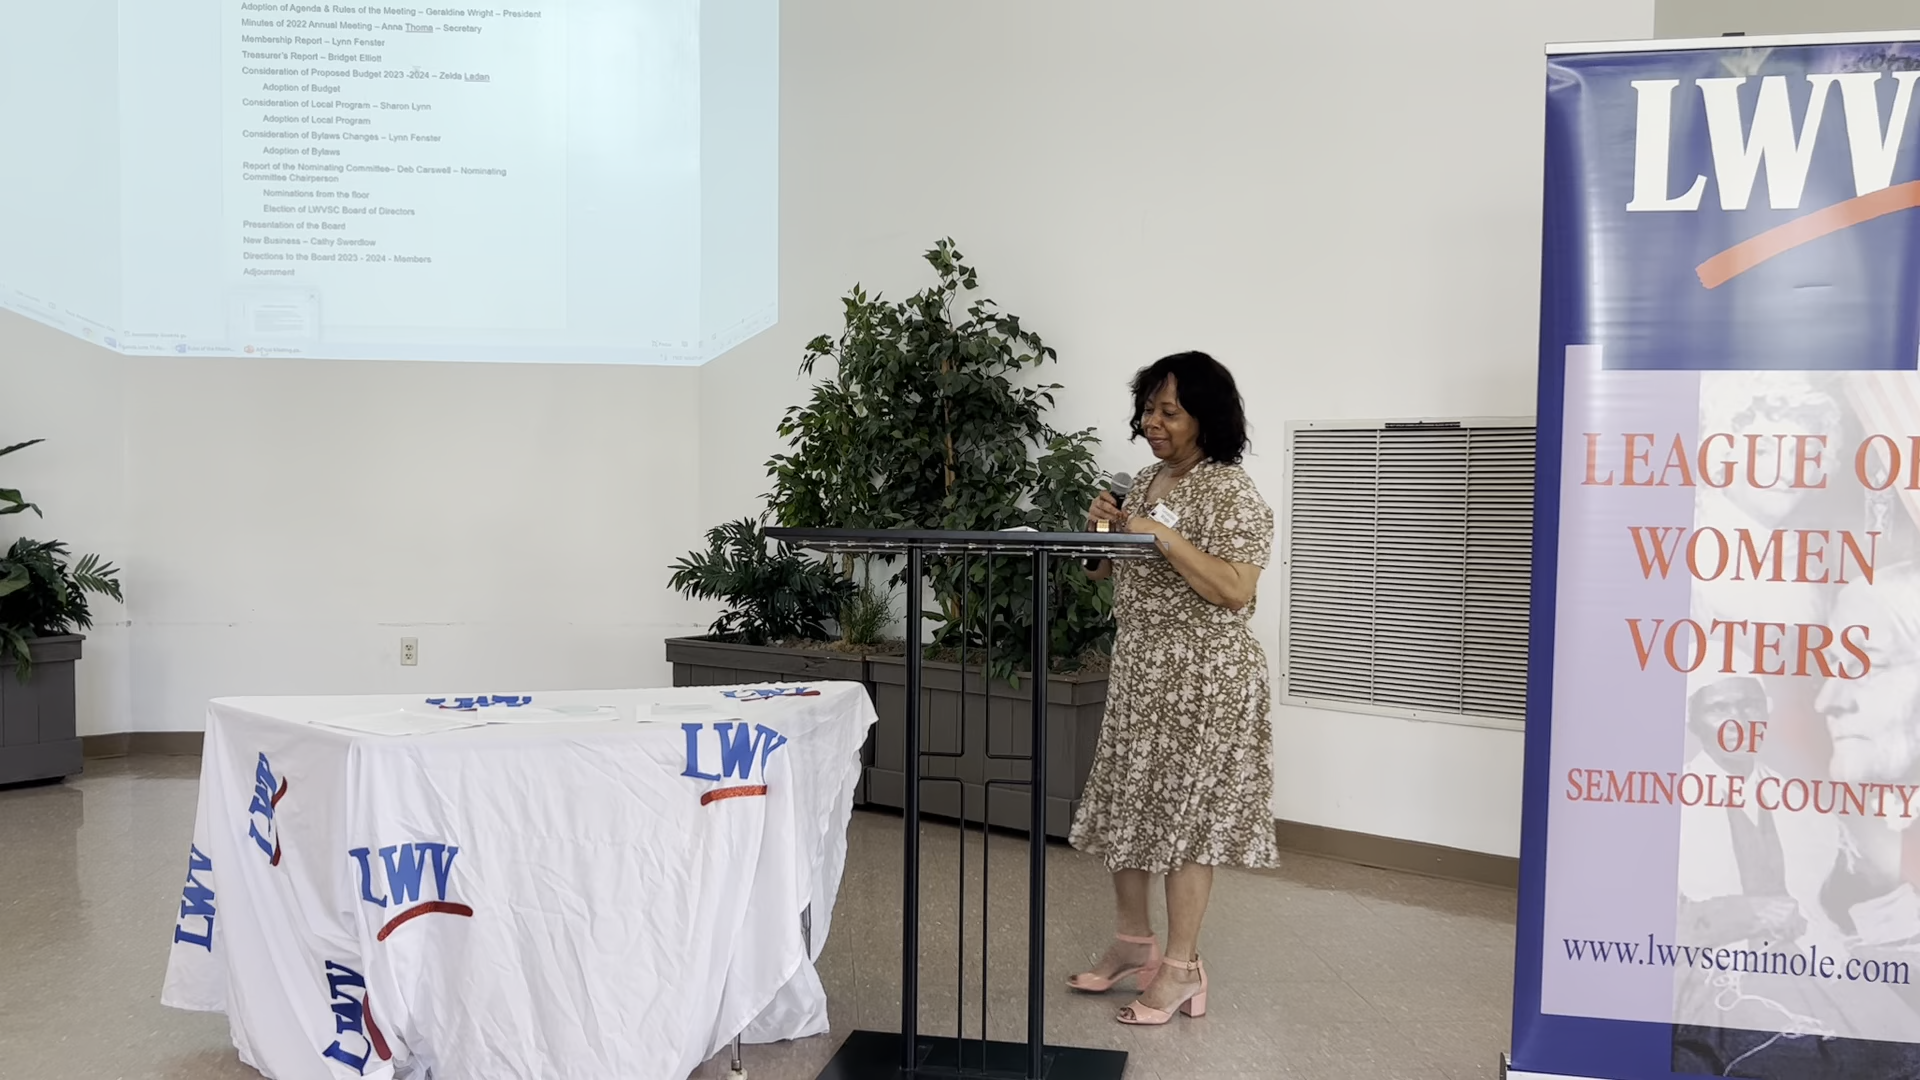 Adoption of Agenda & Rules of the Meeting – Geraldine Wright – President
Minutes of 2022 Annual Meeting – Anna Thoma – Secretary
Membership Report – Lynn Fenster
Treasurer's Report – Bridget Elliott
Consideration of Proposed Budget 2023 -2024 – Zelda Ladan
Adoption of Budget
Consideration of Local Program – Sharon Lynn
Adoption of Local Program
Consideration of Bylaws Changes – Lynn Fenster
Adoption of Bylaws
Report of the Nominating Committee– Deb Carswell – Nominating
Committee Chairperson
Nominations from the floor
Election of LWVSC Board of Directors
Presentation of the Board
New Business – Cathy Swerdlow
Directions to the Board 2023 - 2024 - Members
Adjournment
LWV
LEAGUE OF
WOMEN
VOTERS
OF
SEMINOLE COUNTY
www.lwvseminole.com
LWV
LWV
LWV
LWV
LWV
LWV
LWV